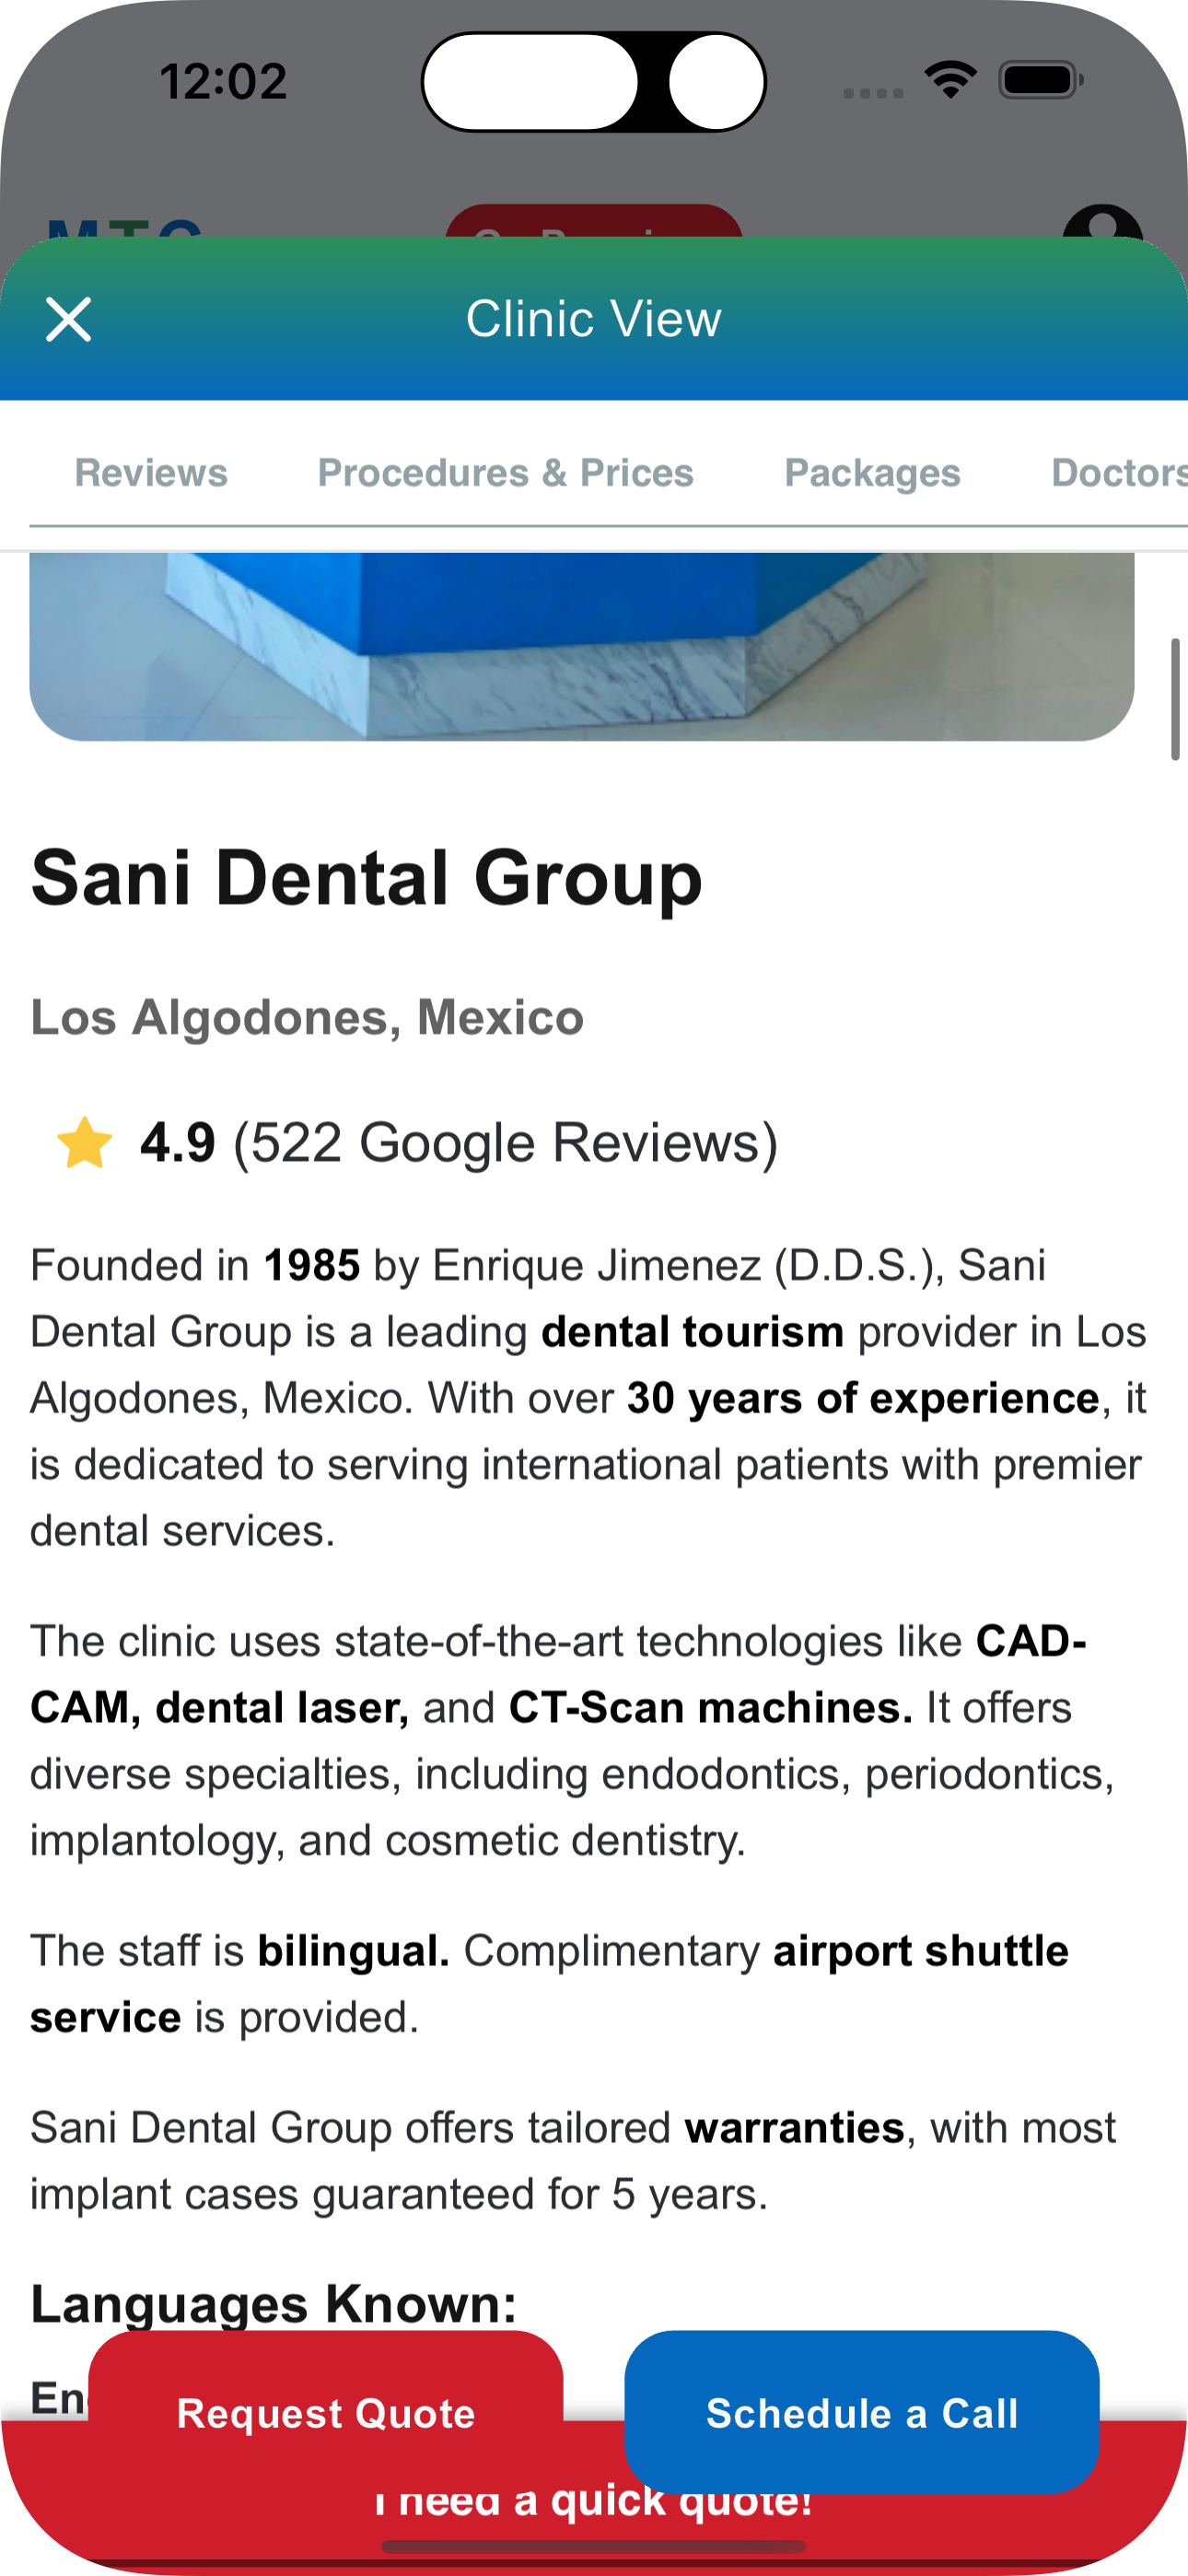 12:02
Clinic View
Reviews Procedures & Prices Packages Doctors
Sani Dental Group
Los Algodones, Mexico
4.9 (522 Google Reviews)
Founded in 1985 by Enrique Jimenez (D.D.S.), Sani
Dental Group is a leading dental tourism provider in Los
Algodones, Mexico. With over 30 years of experience, it
is dedicated to serving international patients with premier
dental services.
The clinic uses state-of-the-art technologies like CAD-
CAM, dental laser, and CT-Scan machines. It offers
diverse specialties, including endodontics, periodontics,
implantology, and cosmetic dentistry.
The staff is bilingual. Complimentary airport shuttle
service is provided.
Sani Dental Group offers tailored warranties, with most
implant cases guaranteed for 5 years.
Languages Known:
Request Quote Schedule a Call
I need a quick quote!